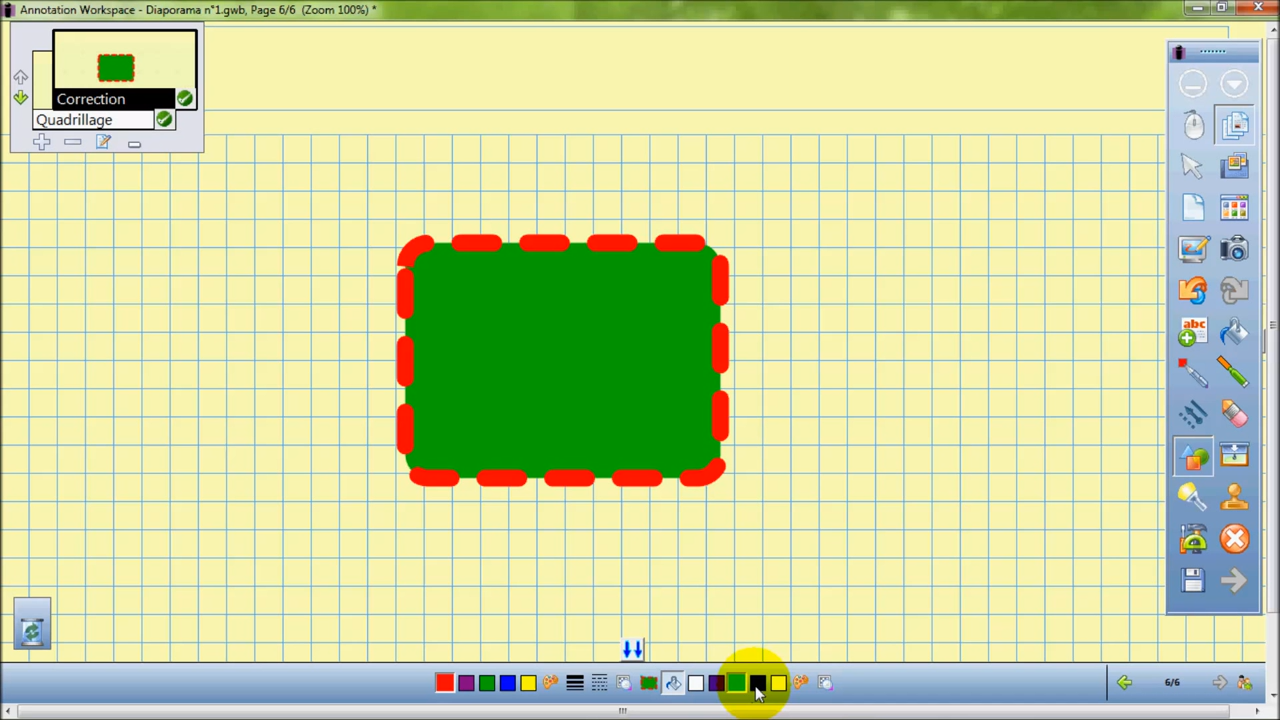 Annotation Workspace - Diaporama n°1.gwb, Page 6/6 (Zoom 100%) *
Correction
Quadrillage
abc
6/6